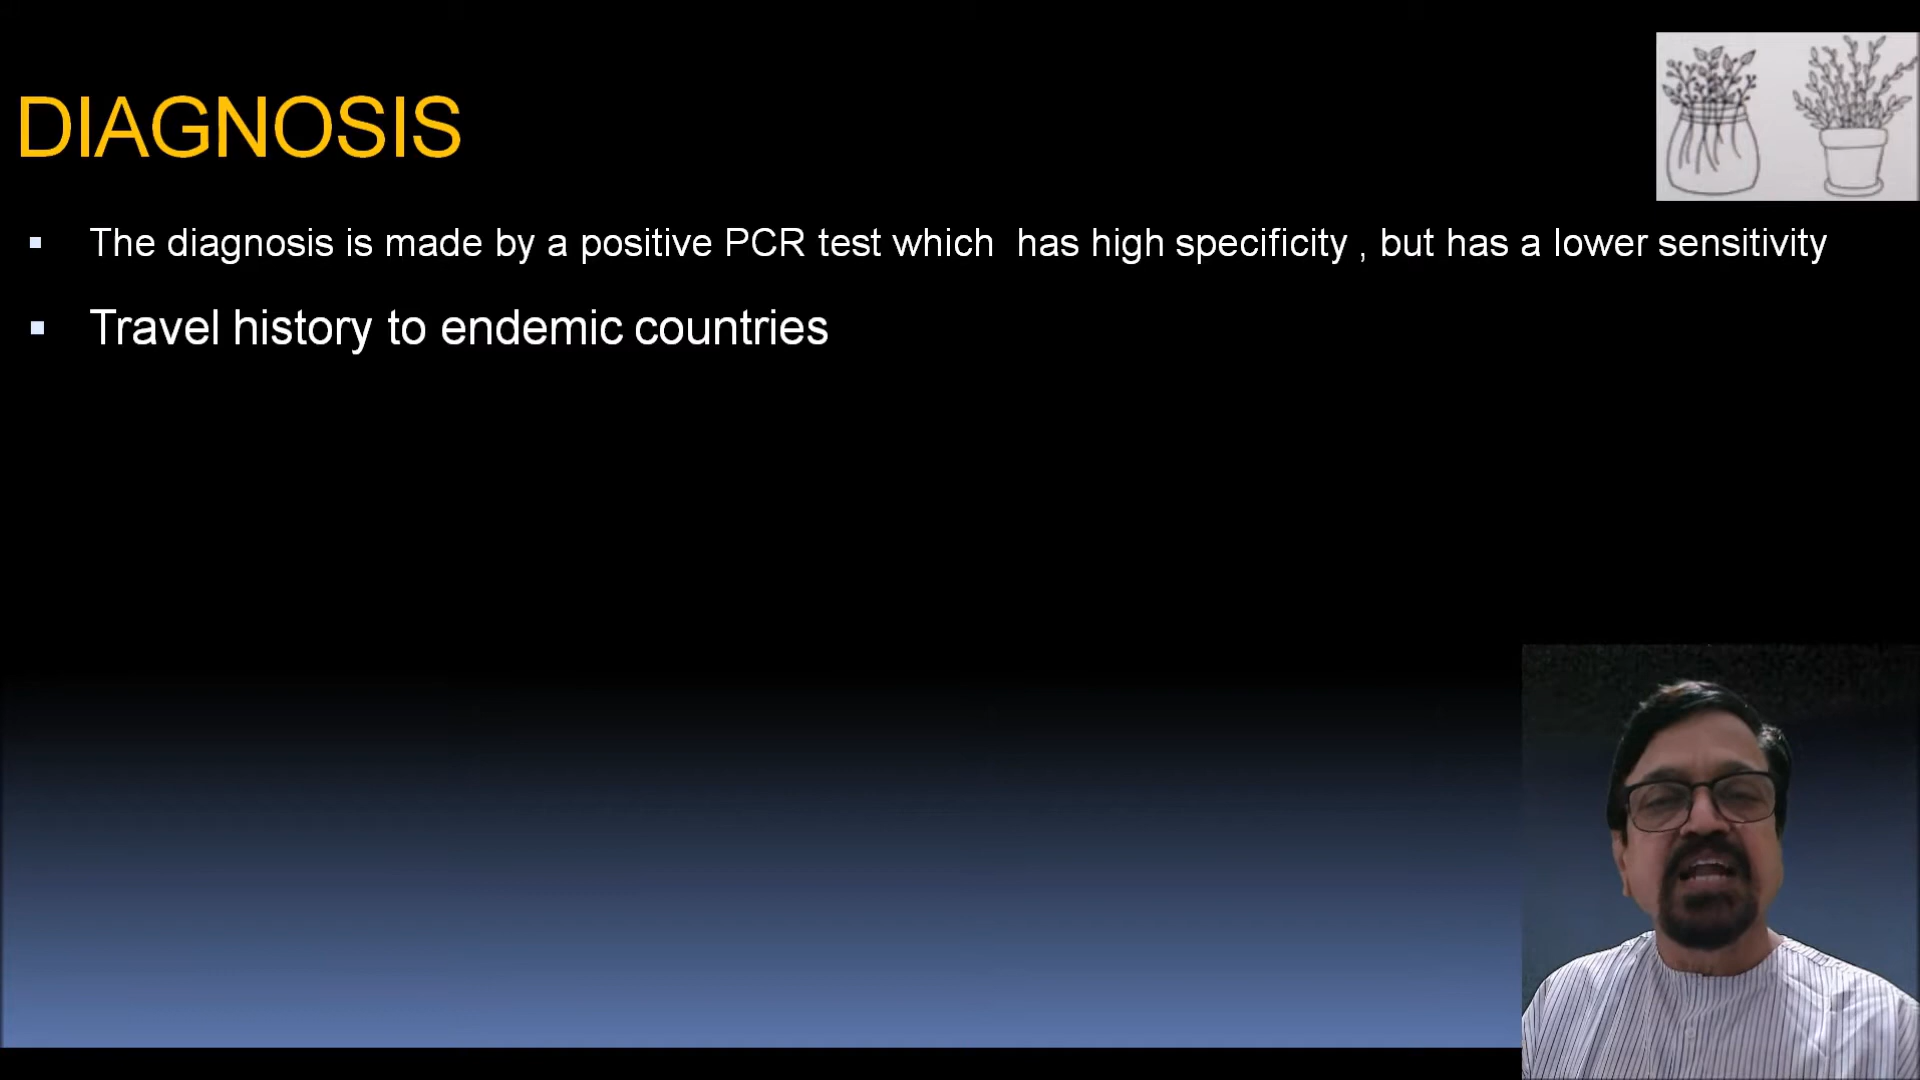 DIAGNOSIS
The diagnosis is made by a positive PCR test which  has high specificity , but has a lower sensitivity
Travel history to endemic countries